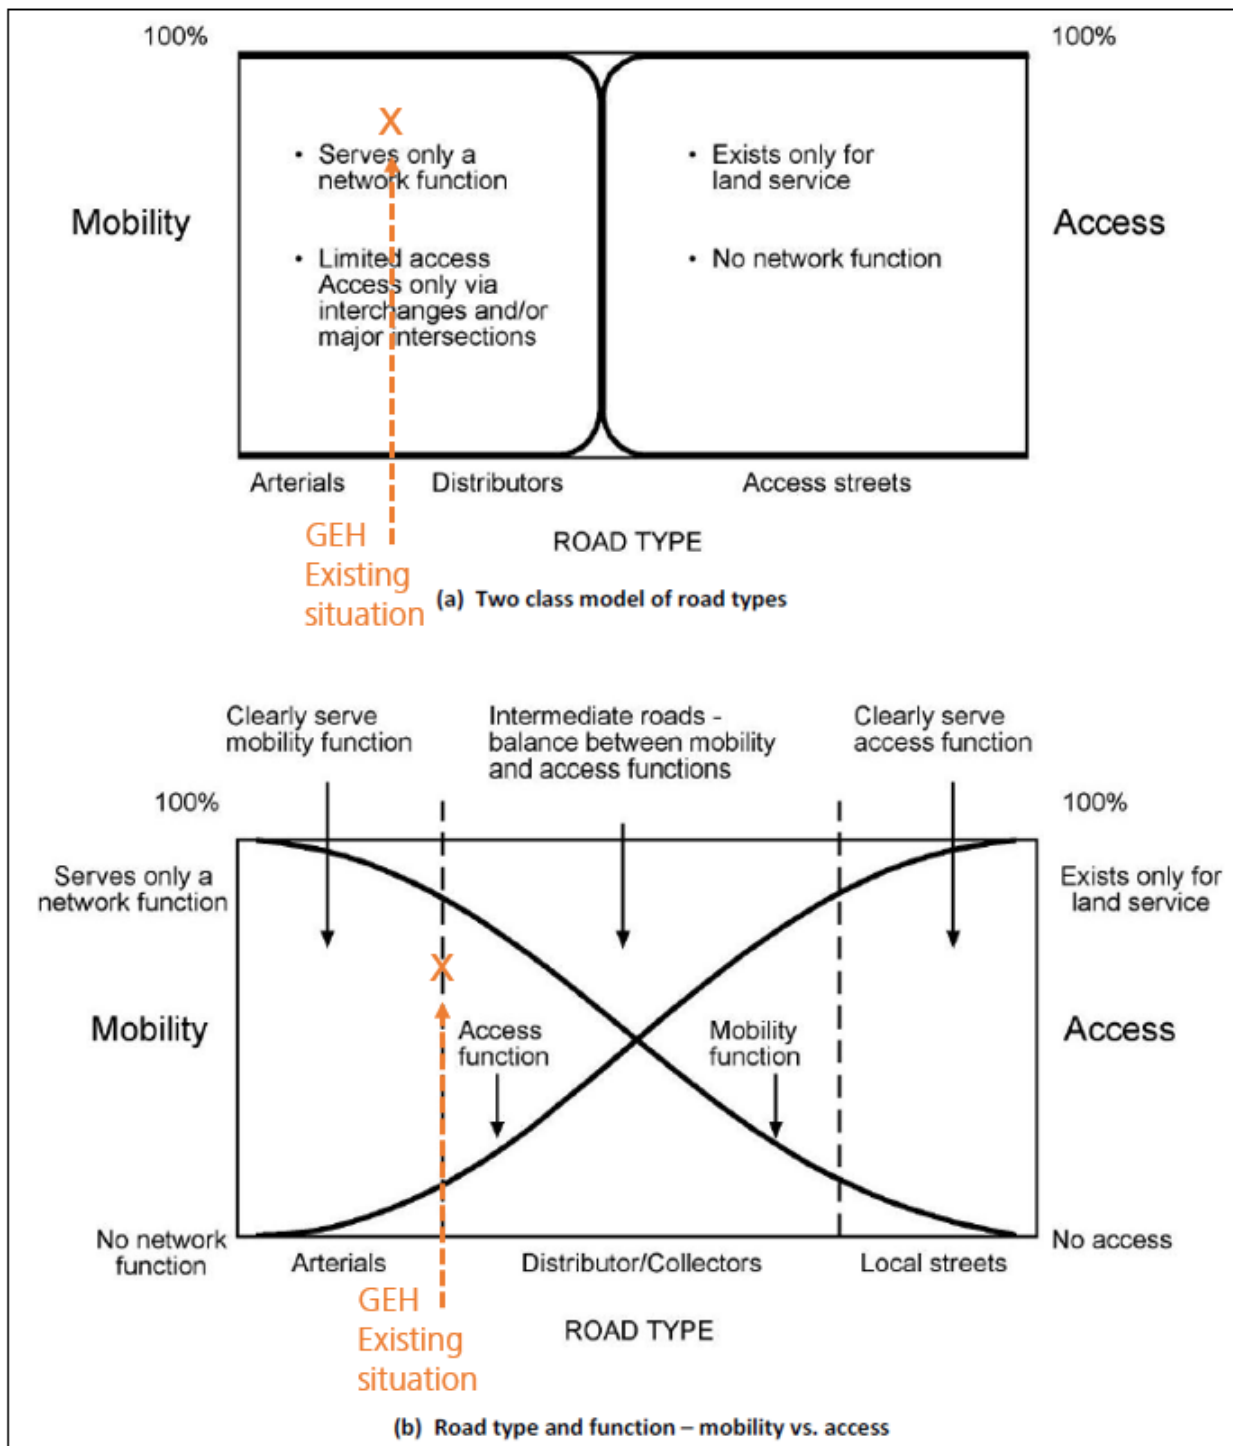 100%
100%
X
• Serves only a
network function
• Exists only for
land service
Mobility
Access
• Limited access
Access only via
interchanges and/or
major intersections
• No network function
Arterials
Distributors
Access streets
GEH
Existing
situation
ROAD TYPE
(a) Two class model of road types
Clearly serve
mobility function
Intermediate roads -
balance between mobility
and access functions
Clearly serve
access function
100%
100%
Serves only a
network function
Exists only for
land service
X
Mobility
Access
function
Mobility
function
Access
No network
function
No access
Arterials
Distributor/Collectors
Local streets
GEH
Existing
situation
ROAD TYPE
(b) Road type and function – mobility vs. access